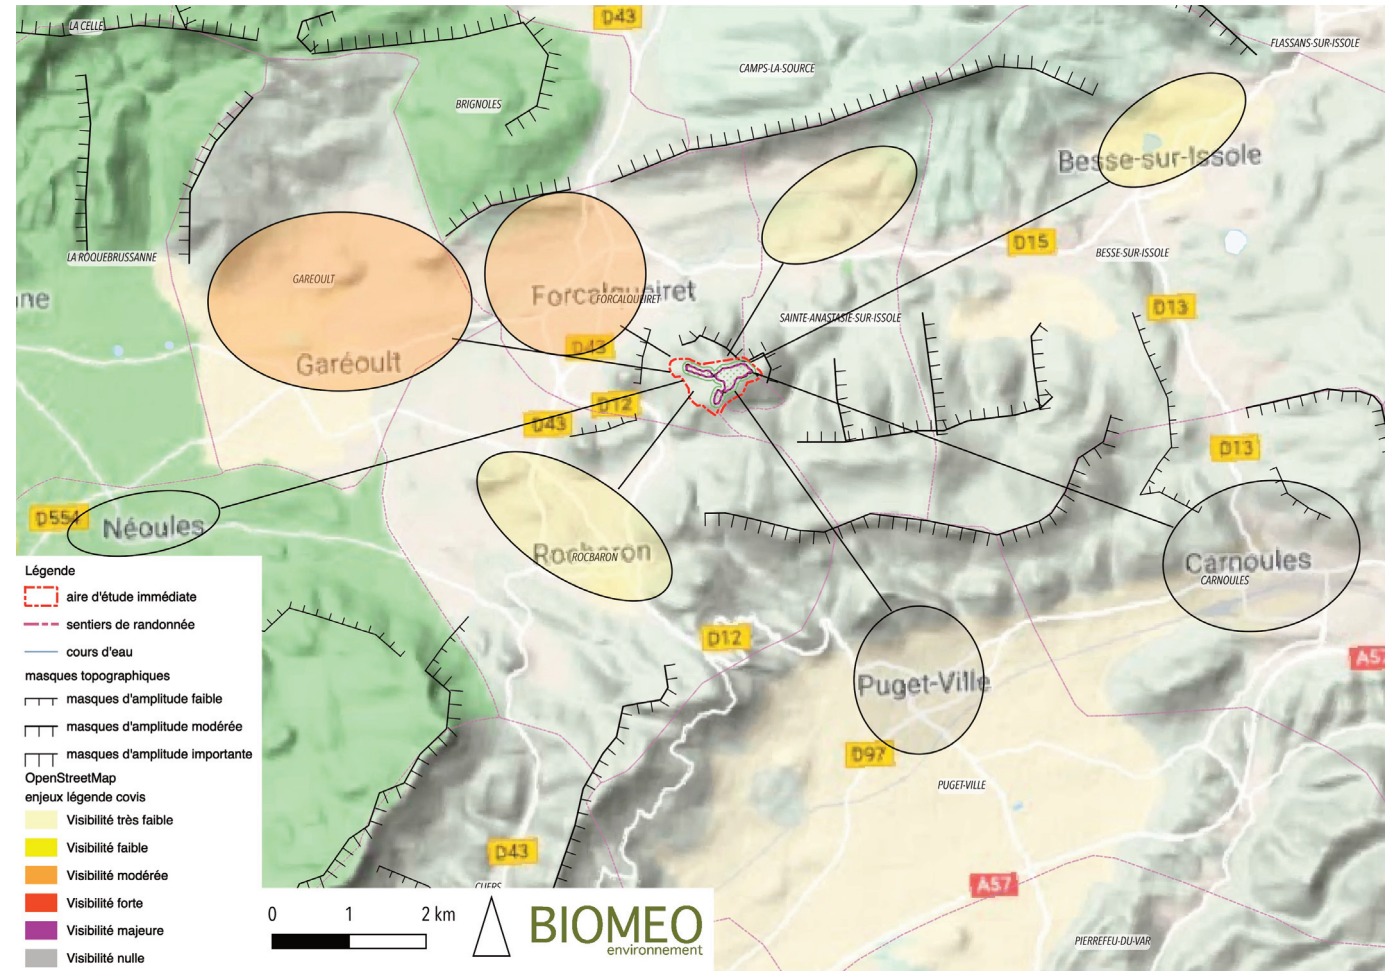 LA CELLE
D43
FLASSANS-SUR-ISSOLE
CAMPS-LA-SOURCE
BRIGNOLES
Besse-sur-Issole
LA ROQUEBRUSSANNE
D15
BESSE-SUR-ISSOLE
GAREOULT
Forcalqueiret
FORCALQUEIRET
nne
D13
SAINTE-ANASTASIE-SUR-ISSOLE
D43
Garéoult
D12
D43
D13
D554
Néoules
Rocbaron
ROCBARON
Carnoules
CARNOULES
D12
A57
Puget-Ville
D97
PUGET-VILLE
D43
A57
CUERS
PIERREFEU-DU-VAR
Légende
aire d'étude immédiate
sentiers de randonnée
cours d'eau
masques topographiques
masques d'amplitude faible
masques d'amplitude modérée
masques d'amplitude importante
OpenStreetMap
enjeux légende covis
Visibilité très faible
Visibilité faible
Visibilité modérée
Visibilité forte
Visibilité majeure
Visibilité nulle
0 1 2 km
BIOMEO
environnement